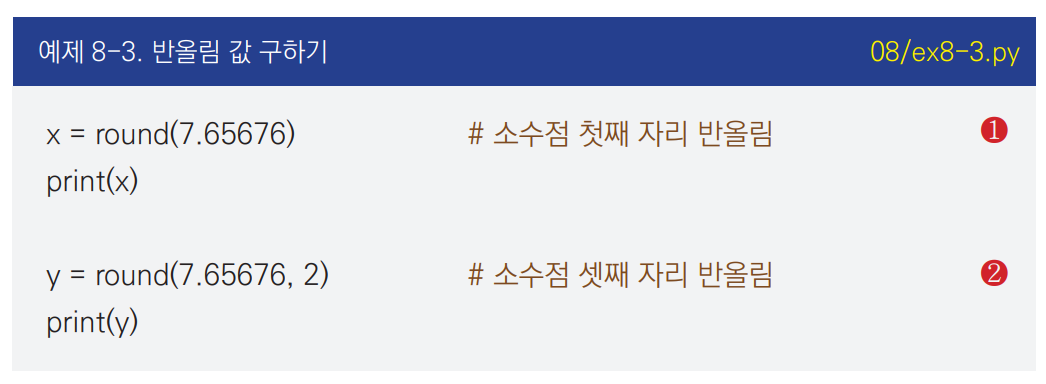 예제 8-3. 반올림 값 구하기 08/ex8-3.py
x = round(7.65676) # 소수점 첫째 자리 반올림 ❶
print(x)
y = round(7.65676, 2) # 소수점 셋째 자리 반올림 ❷
print(y)